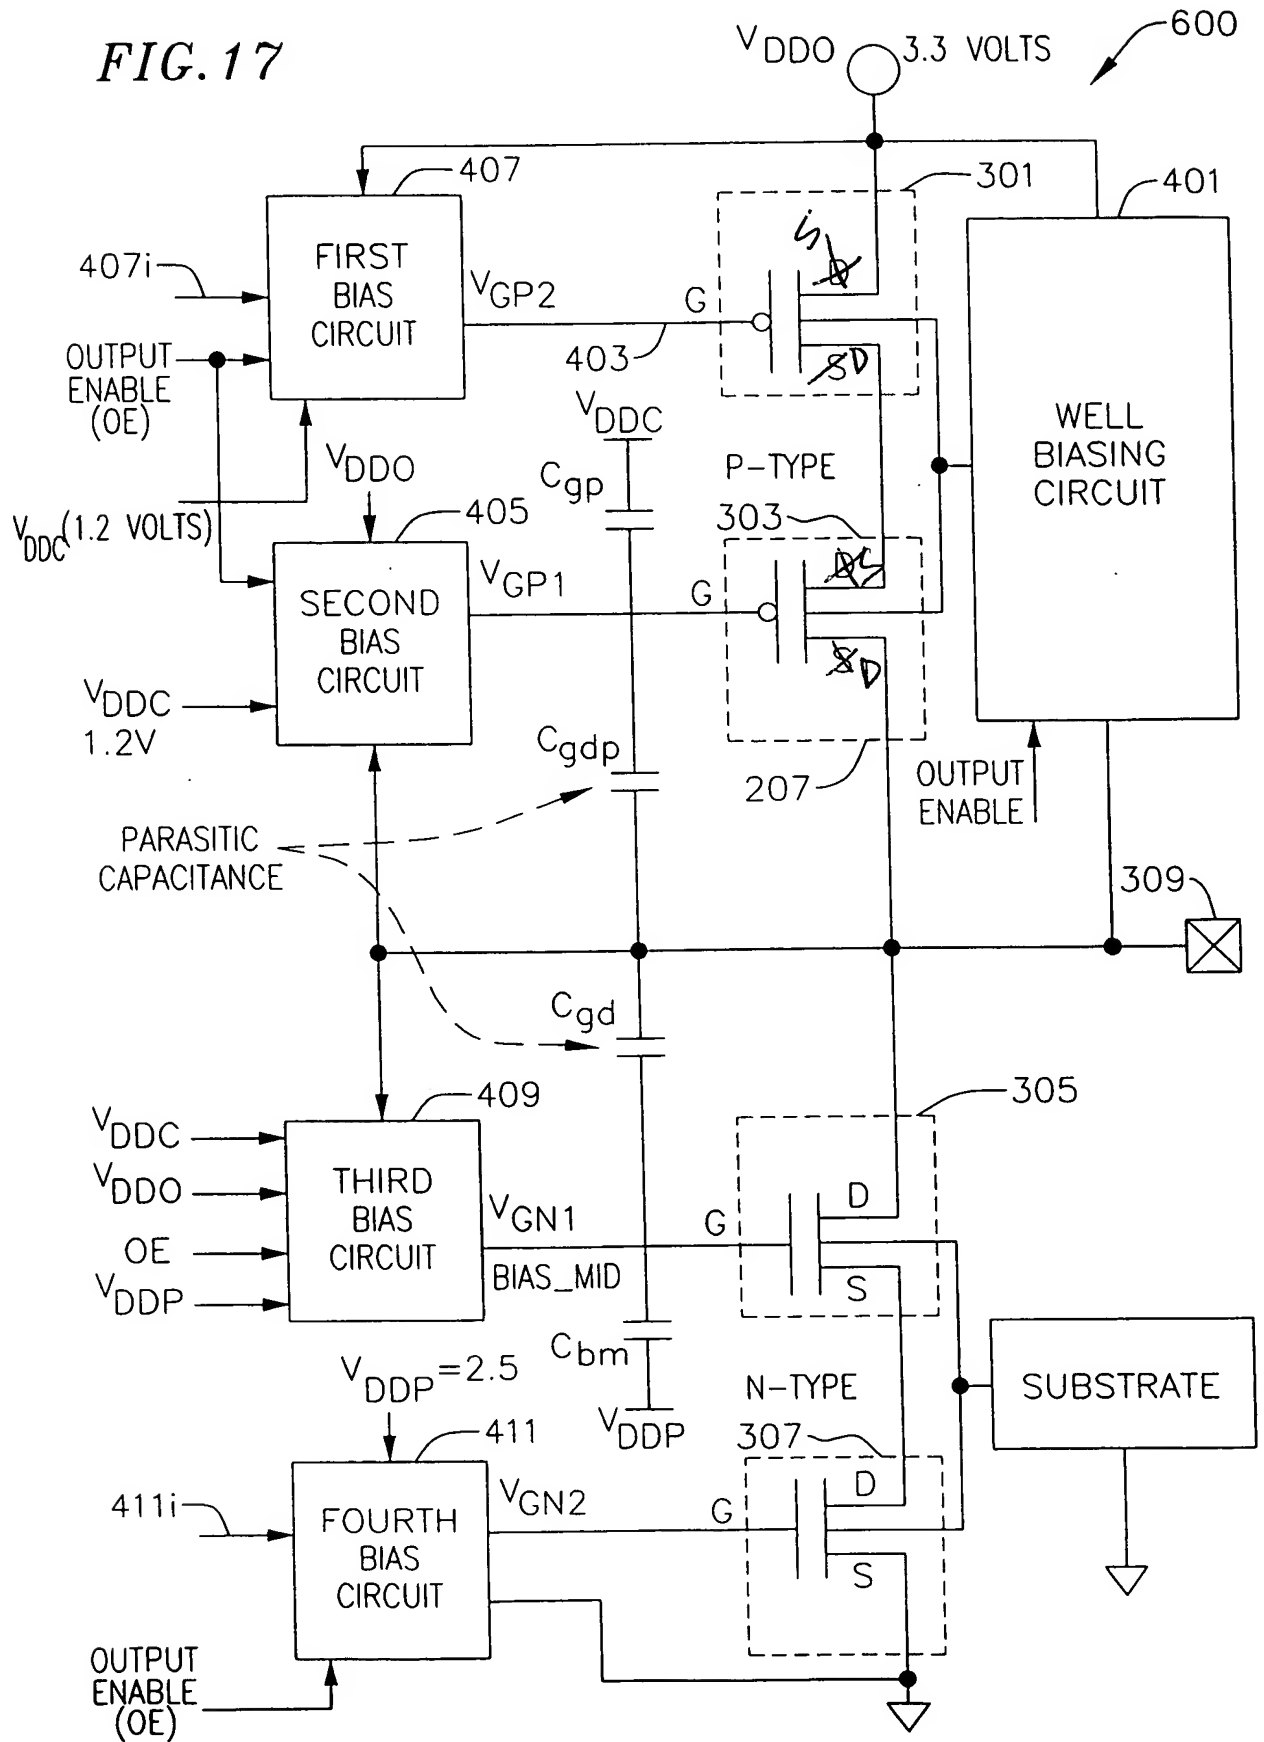 FIG.17
VDDO 3.3 VOLTS
600
407
301
401
407i
FIRST
BIAS
CIRCUIT
VGP2
G
S D
403
S D
OUTPUT
ENABLE
(OE)
VDDC
WELL
BIASING
CIRCUIT
VDDO
Cgp
P-TYPE
VDDC(1.2 VOLTS)
405
303
SECOND
BIAS
CIRCUIT
VGP1
G
D S
S D
VDDC
1.2V
Cgdp
207
OUTPUT
ENABLE
PARASITIC
CAPACITANCE
309
Cgd
409
305
VDDC
VDDO
OE
VDDP
THIRD
BIAS
CIRCUIT
VGN1
BIAS_MID
G
D
S
Cbm
VDDP=2.5
VDDP
N-TYPE
SUBSTRATE
411
307
411i
FOURTH
BIAS
CIRCUIT
VGN2
G
D
S
OUTPUT
ENABLE
(OE)